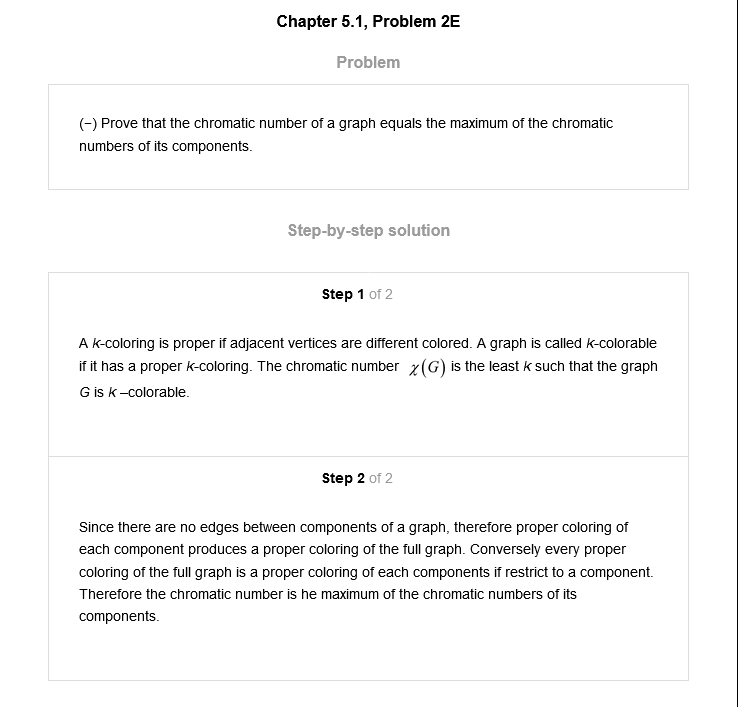 Chapter 5.1, Problem 2E
Problem
(−) Prove that the chromatic number of a graph equals the maximum of the chromatic
numbers of its components.
Step-by-step solution
Step 1 of 2
A k-coloring is proper if adjacent vertices are different colored. A graph is called k-colorable
if it has a proper k-coloring. The chromatic number χ(G) is the least k such that the graph
G is k –colorable.
Step 2 of 2
Since there are no edges between components of a graph, therefore proper coloring of
each component produces a proper coloring of the full graph. Conversely every proper
coloring of the full graph is a proper coloring of each components if restrict to a component.
Therefore the chromatic number is he maximum of the chromatic numbers of its
components.